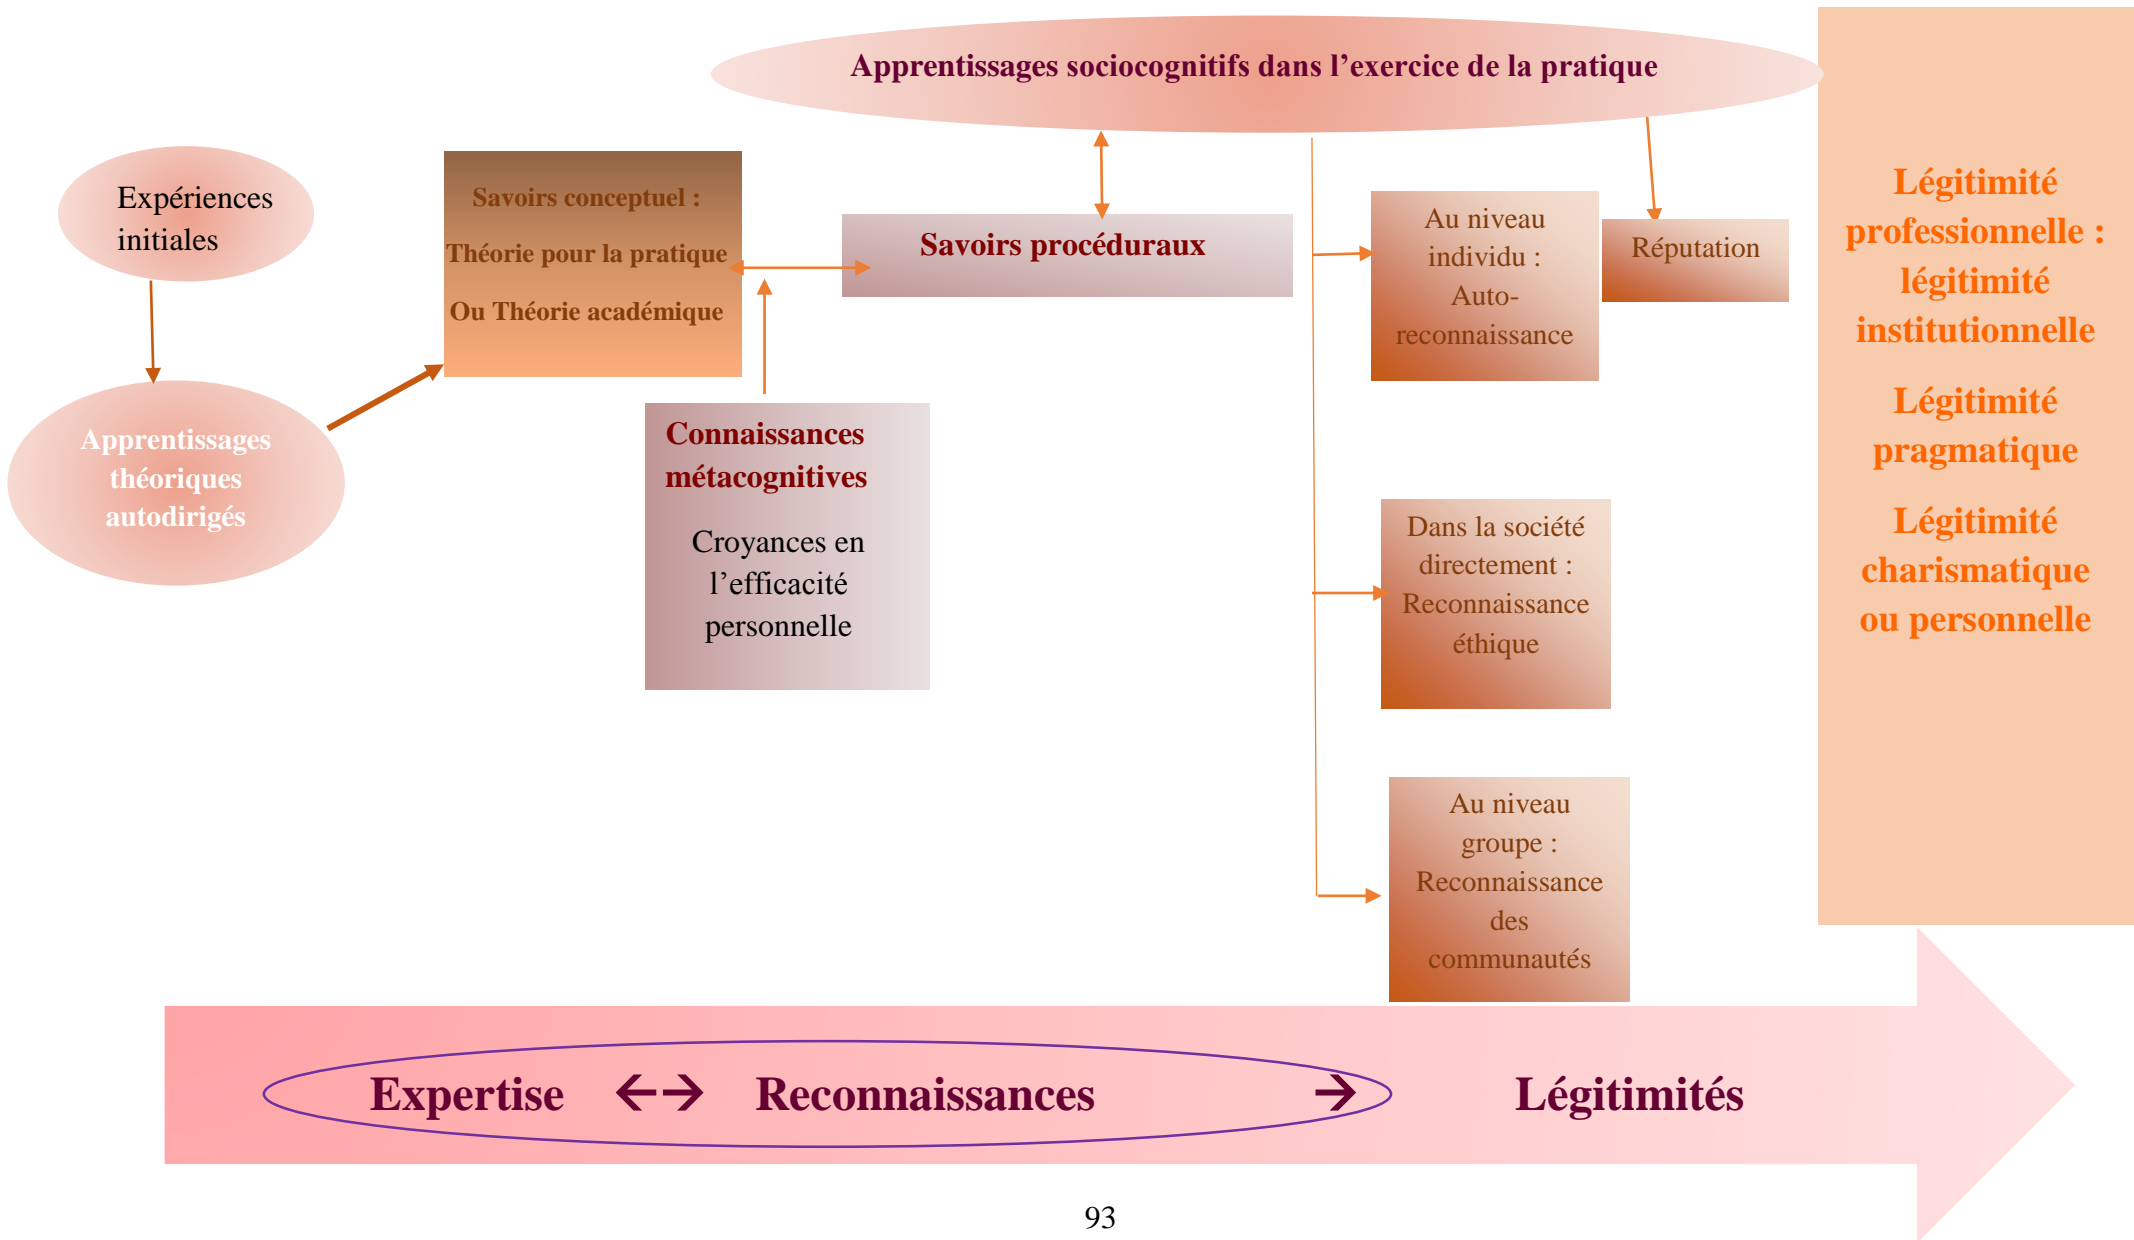 Apprentissages sociocognitifs dans l’exercice de la pratique
Expériences
initiales
Apprentissages
théoriques
autodirigés
Savoirs conceptuel :
Théorie pour la pratique
Ou Théorie académique
Savoirs procéduraux
Connaissances
métacognitives
Croyances en
l’efficacité
personnelle
Au niveau
individu :
Auto-
reconnaissance
Réputation
Dans la société
directement :
Reconnaissance
éthique
Au niveau
groupe :
Reconnaissance
des
communautés
Légitimité
professionnelle :
légitimité
institutionnelle
Légitimité
pragmatique
Légitimité
charismatique
ou personnelle
Expertise ←→ Reconnaissances → Légitimités
93